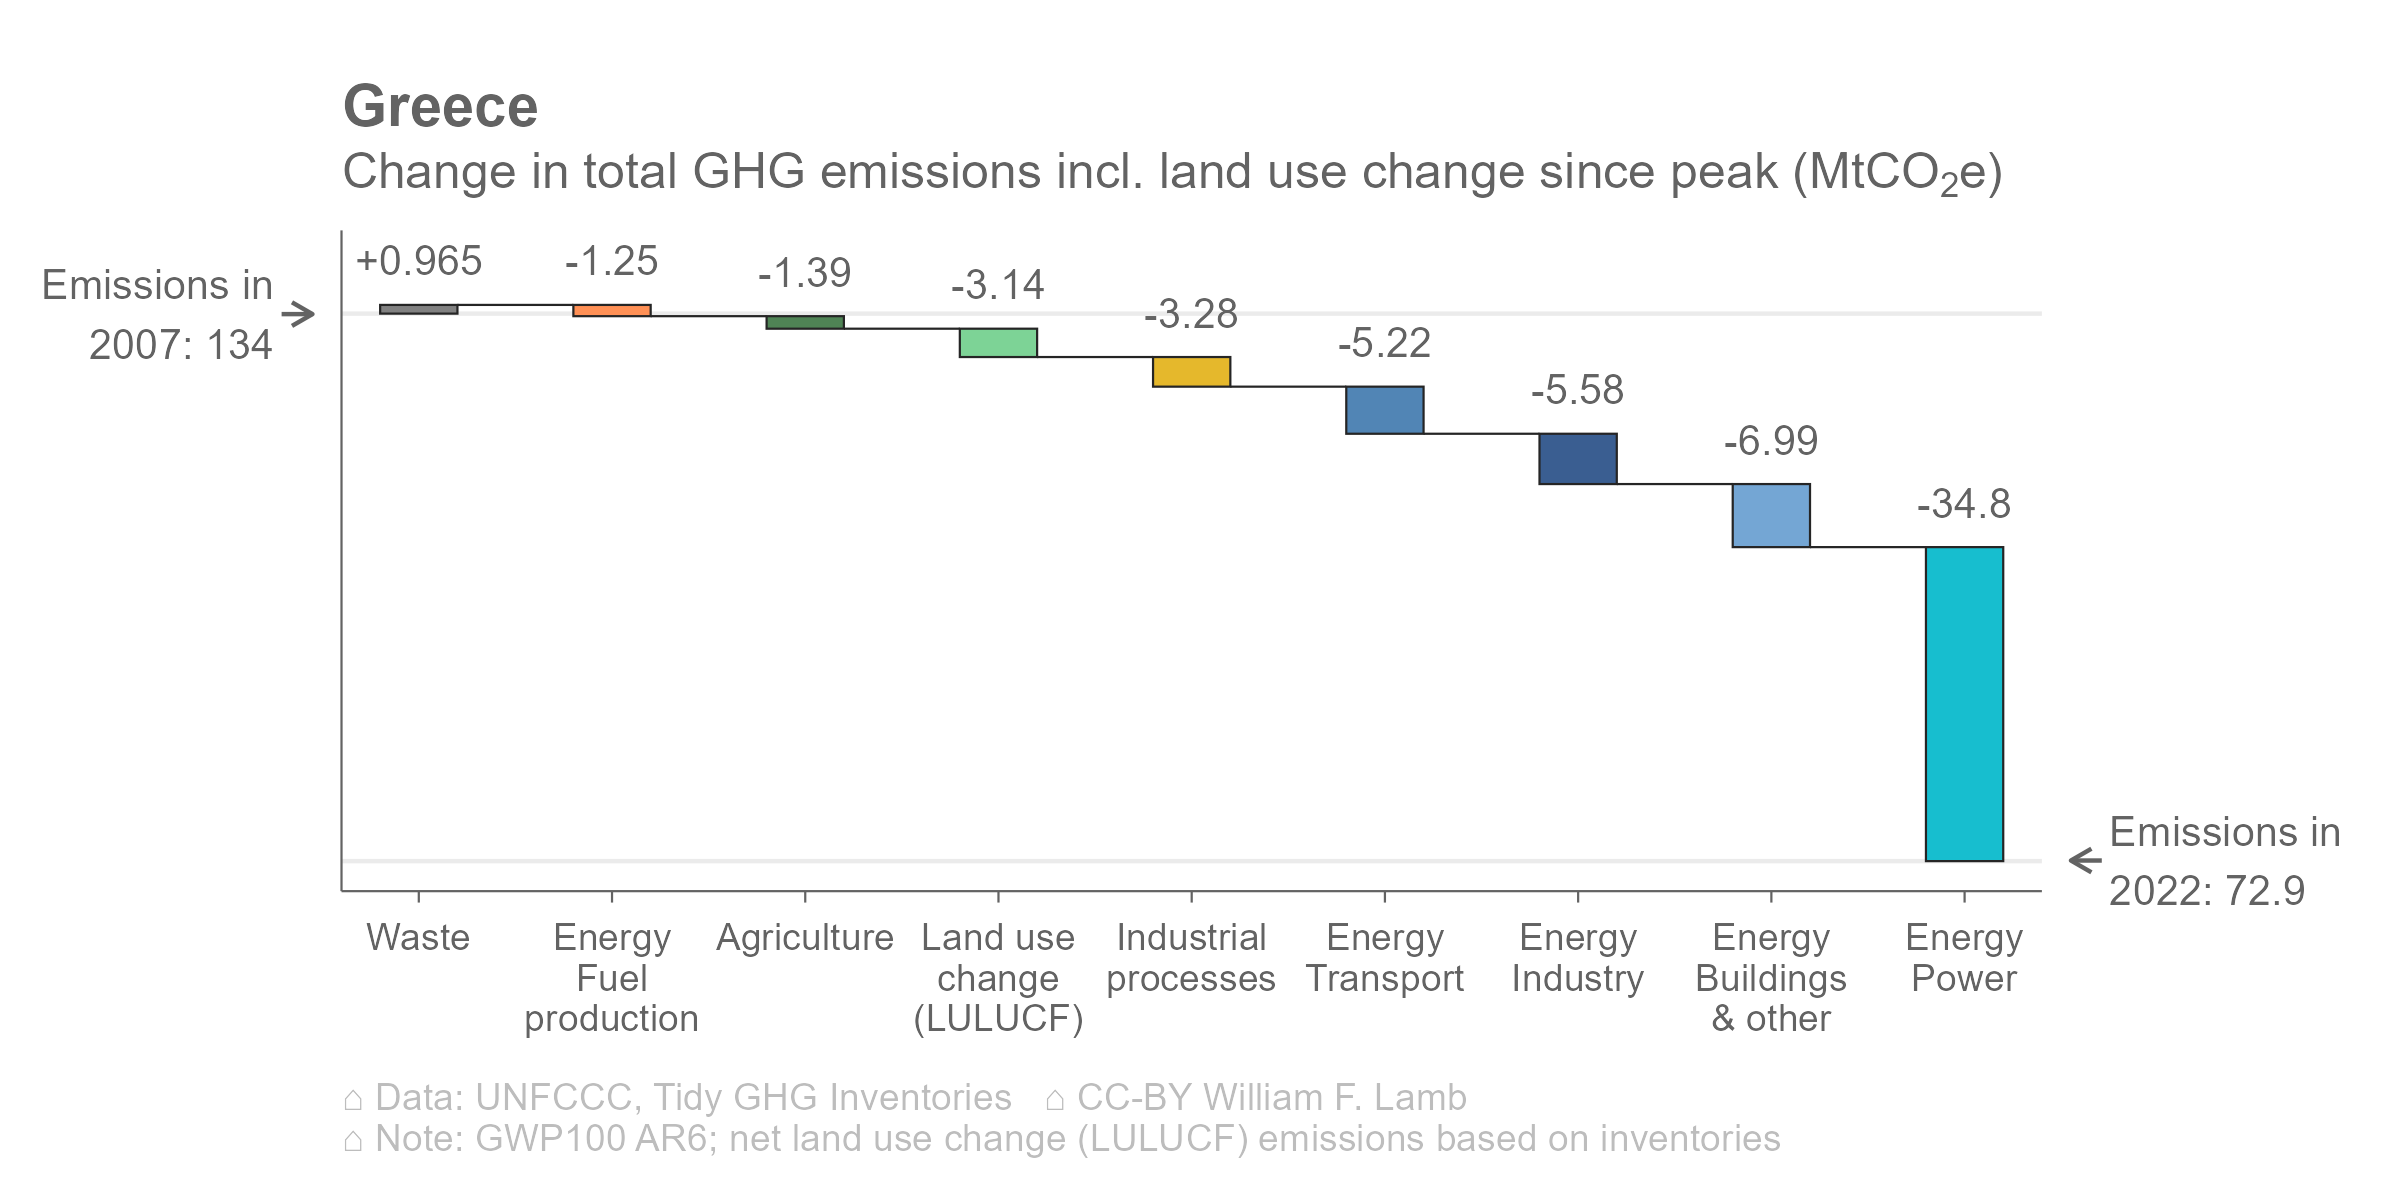 Greece
Change in total GHG emissions incl. land use change since peak (MtCO₂e)
Emissions in
2007: 134
+0.965
-1.25
-1.39
-3.14
-3.28
-5.22
-5.58
-6.99
-34.8
Emissions in
2022: 72.9
Waste
Energy
Fuel
production
Agriculture
Land use
change
(LULUCF)
Industrial
processes
Energy
Transport
Energy
Industry
Energy
Buildings
& other
Energy
Power
⌂ Data: UNFCCC, Tidy GHG Inventories ⌂ CC-BY William F. Lamb
⌂ Note: GWP100 AR6; net land use change (LULUCF) emissions based on inventories